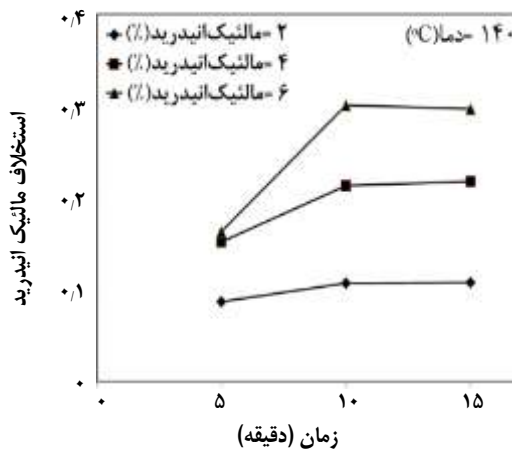 ۰٫۴
۲ =مالئیک‌انیدرید(٪)
۴ =مالئیک‌انیدرید(٪)
۶ =مالئیک‌انیدرید(٪)
۱۴۰ =دما(°C)
۰٫۳
۰٫۲
۰٫۱
۰
استخلاف مالئیک انیدرید
۰ ۵ ۱۰ ۱۵
زمان (دقیقه)